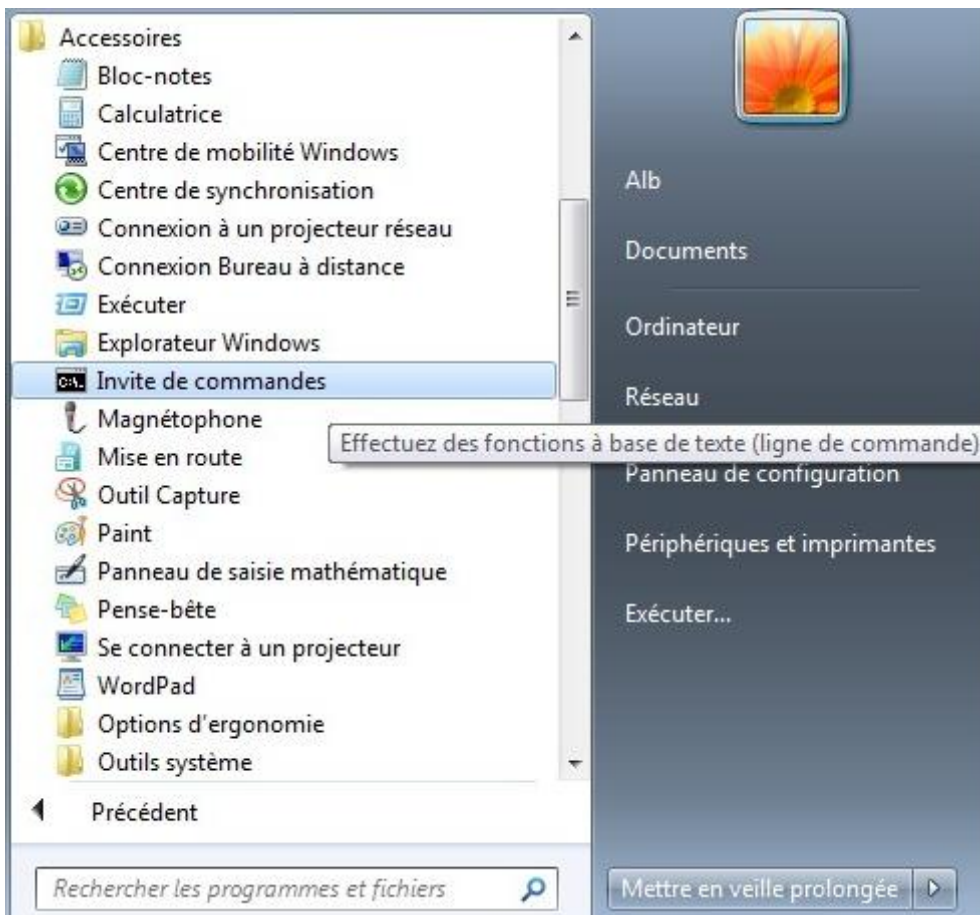 Accessoires
Bloc-notes
Calculatrice
Centre de mobilité Windows
Centre de synchronisation
Connexion à un projecteur réseau
Connexion Bureau à distance
Exécuter
Explorateur Windows
C:\.
Invite de commandes
Magnétophone
Mise en route
Outil Capture
Paint
Panneau de saisie mathématique
Pense-bête
Se connecter à un projecteur
WordPad
Options d'ergonomie
Outils système
Précédent
Rechercher les programmes et fichiers
Alb
Documents
Ordinateur
Réseau
Effectuez des fonctions à base de texte (ligne de commande)
Panneau de configuration
Périphériques et imprimantes
Exécuter...
Mettre en veille prolongée